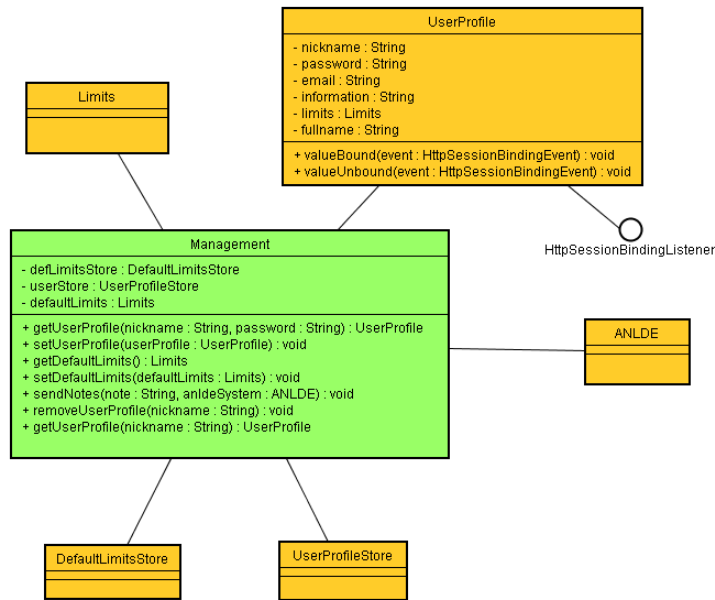 UserProfile
- nickname : String
- password : String
- email : String
- information : String
- limits : Limits
- fullname : String
+ valueBound(event : HttpSessionBindingEvent) : void
+ valueUnbound(event : HttpSessionBindingEvent) : void
Limits
HttpSessionBindingListener
Management
- defLimitsStore : DefaultLimitsStore
- userStore : UserProfileStore
- defaultLimits : Limits
+ getUserProfile(nickname : String, password : String) : UserProfile
+ setUserProfile(userProfile : UserProfile) : void
+ getDefaultLimits() : Limits
+ setDefaultLimits(defaultLimits : Limits) : void
+ sendNotes(note : String, anldeSystem : ANLDE) : void
+ removeUserProfile(nickname : String) : void
+ getUserProfile(nickname : String) : UserProfile
ANLDE
DefaultLimitsStore
UserProfileStore